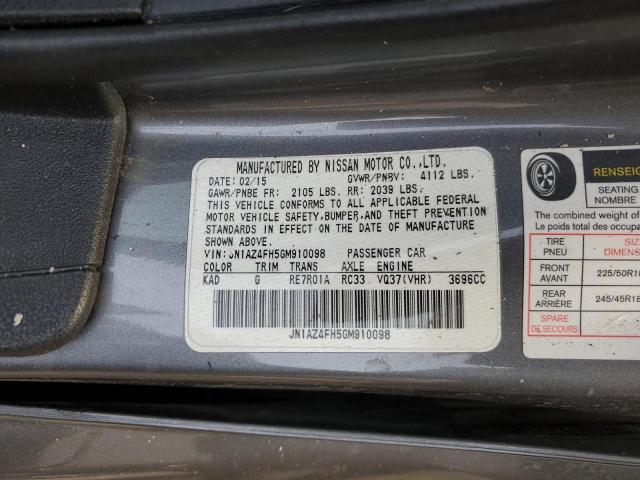 MANUFACTURED BY NISSAN MOTOR CO.,LTD.
DATE: 02/15 GVWR/PNBV: 4112 LBS.
GAWR/PNBE FR: 2105 LBS. RR: 2039 LBS.
THIS VEHICLE CONFORMS TO ALL APPLICABLE FEDERAL
MOTOR VEHICLE SAFETY,BUMPER,AND THEFT PREVENTION
STANDARDS IN EFFECT ON THE DATE OF MANUFACTURE
SHOWN ABOVE.
VIN: JN1AZ4FH5GM910098 PASSENGER CAR
COLOR TRIM TRANS AXLE ENGINE
KAD G RE7R01A RC33 VQ37(VHR) 3696CC
JN1AZ4FH5GM910098
SEATING
NOMBRE
The combined weight of
Le poids total des
TIRE
PNEU
FRONT
AVANT
225/50R18
REAR
ARRIÈRE
245/45R18
SPARE
DE SECOURS